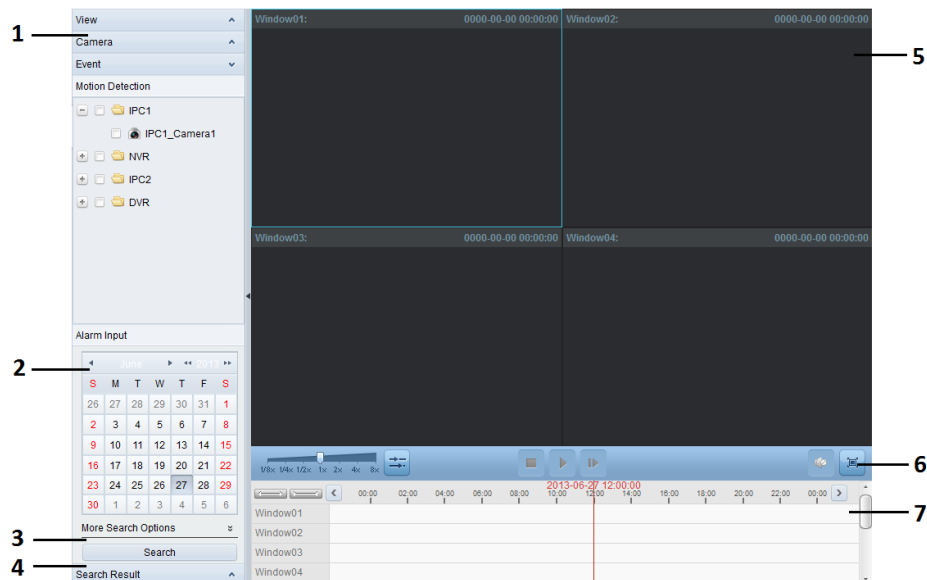 1
View
Camera
Event
Motion Detection
IPC1
IPC1_Camera1
NVR
IPC2
DVR
Alarm Input
2
June 2013
S M T W T F S
26 27 28 29 30 31 1
2 3 4 5 6 7 8
9 10 11 12 13 14 15
16 17 18 19 20 21 22
23 24 25 26 27 28 29
30 1 2 3 4 5 6
More Search Options
3
Search
4
Search Result
Window01: 0000-00-00 00:00:00
Window02: 0000-00-00 00:00:00
5
Window03: 0000-00-00 00:00:00
Window04: 0000-00-00 00:00:00
1/8x 1/4x 1/2x 1x 2x 4x 8x
6
2013-06-27 12:00:00
00:00 02:00 04:00 06:00 08:00 10:00 12:00 14:00 16:00 18:00 20:00 22:00 00:00
7
Window01
Window02
Window03
Window04